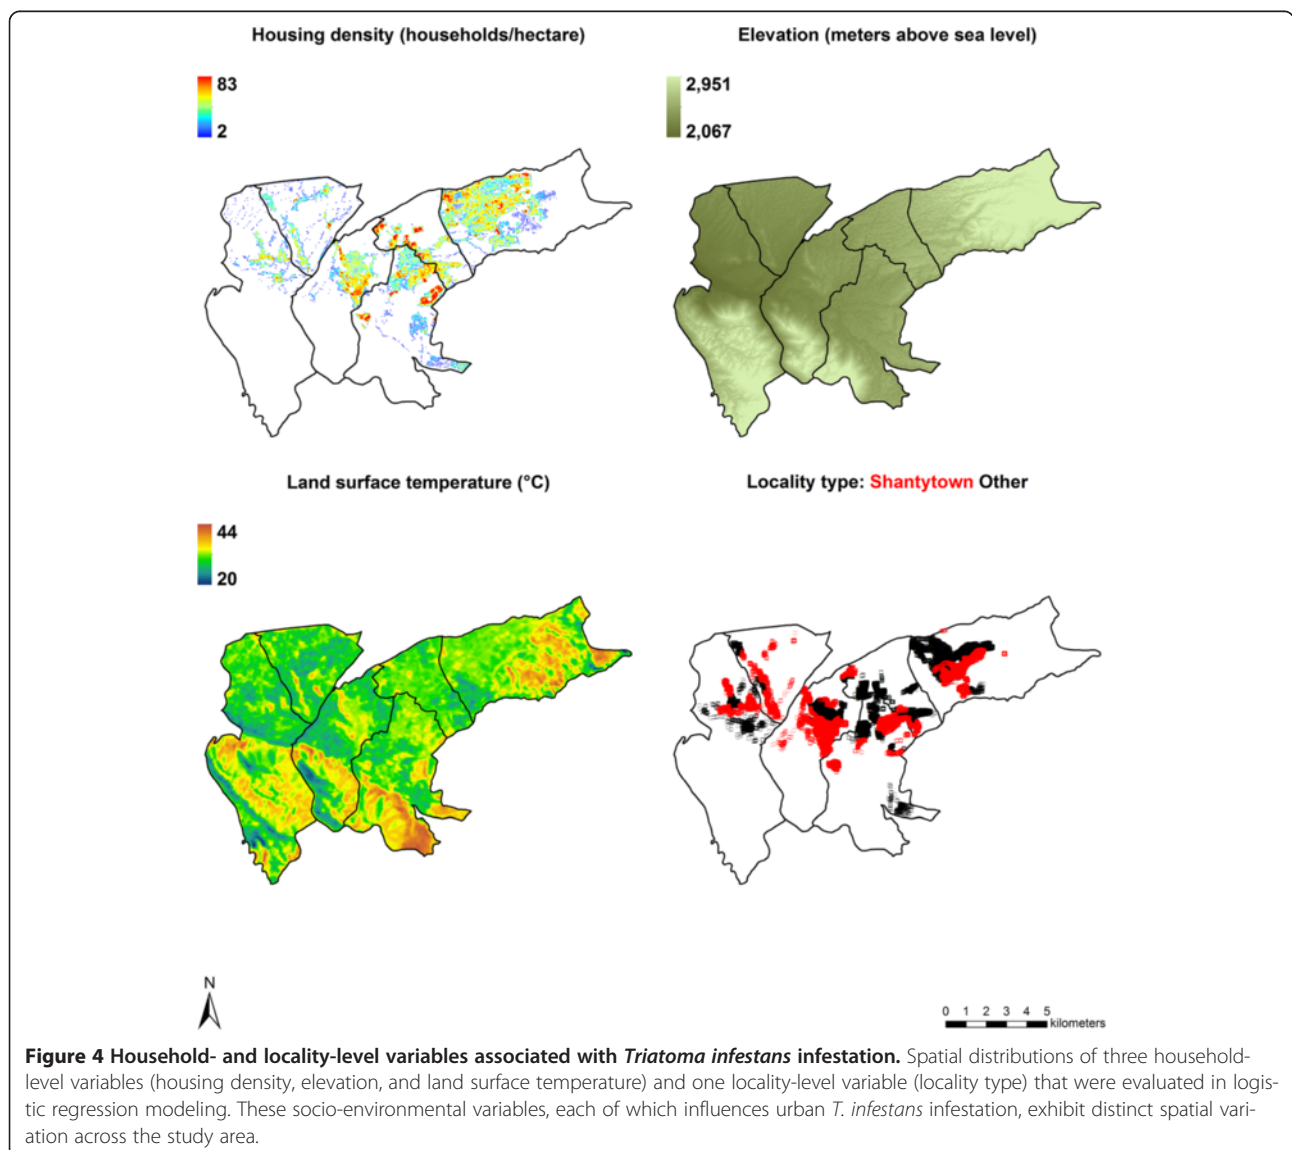 Housing density (households/hectare)
Elevation (meters above sea level)
83
2
2,951
2,067
Land surface temperature (°C)
Locality type: Shantytown Other
44
20
N
0 1 2 3 4 5
kilometers
Figure 4 Household- and locality-level variables associated with Triatoma infestans infestation. Spatial distributions of three household-
level variables (housing density, elevation, and land surface temperature) and one locality-level variable (locality type) that were evaluated in logis-
tic regression modeling. These socio-environmental variables, each of which influences urban T. infestans infestation, exhibit distinct spatial vari-
ation across the study area.